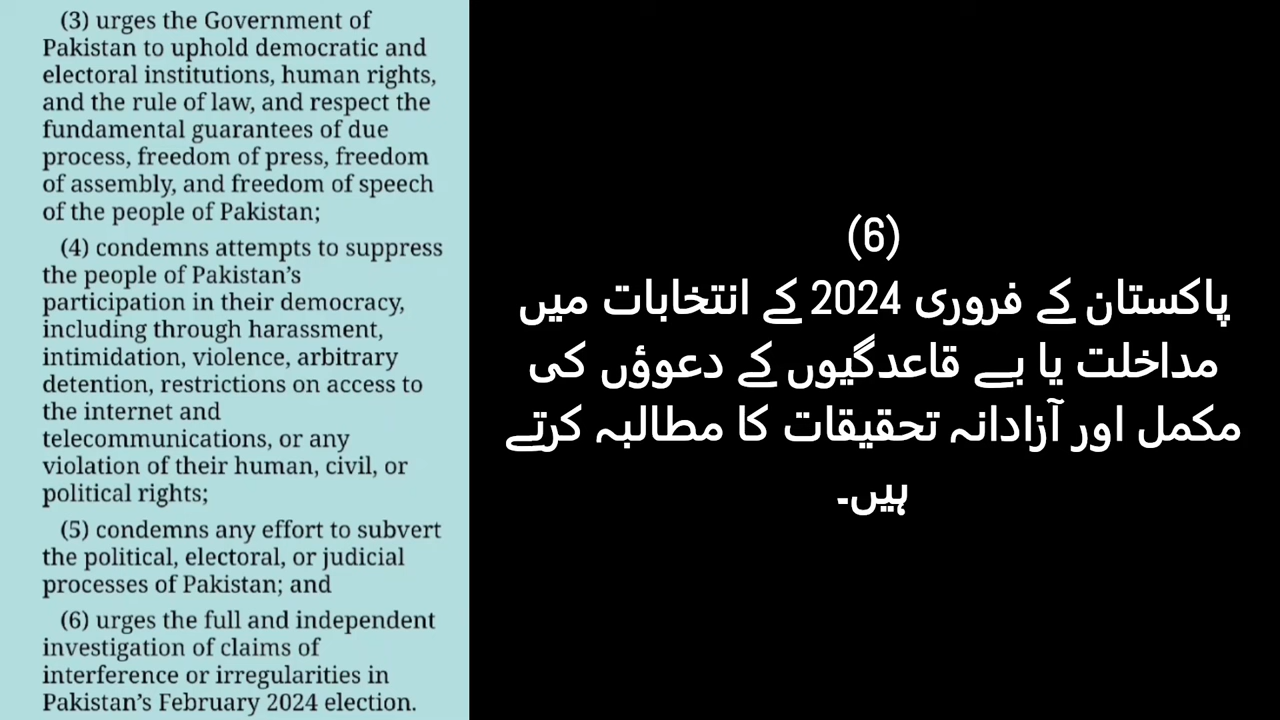 (3) urges the Government of
Pakistan to uphold democratic and
electoral institutions, human rights,
and the rule of law, and respect the
fundamental guarantees of due
process, freedom of press, freedom
of assembly, and freedom of speech
of the people of Pakistan;
(4) condemns attempts to suppress
the people of Pakistan’s
participation in their democracy,
including through harassment,
intimidation, violence, arbitrary
detention, restrictions on access to
the internet and
telecommunications, or any
violation of their human, civil, or
political rights;
(5) condemns any effort to subvert
the political, electoral, or judicial
processes of Pakistan; and
(6) urges the full and independent
investigation of claims of
interference or irregularities in
Pakistan’s February 2024 election.
(6)
پاکستان کے فروری 2024 کے انتخابات میں
مداخلت یا بے قاعدگیوں کے دعوؤں کی
مکمل اور آزادانہ تحقیقات کا مطالبہ کرتے
ہیں۔